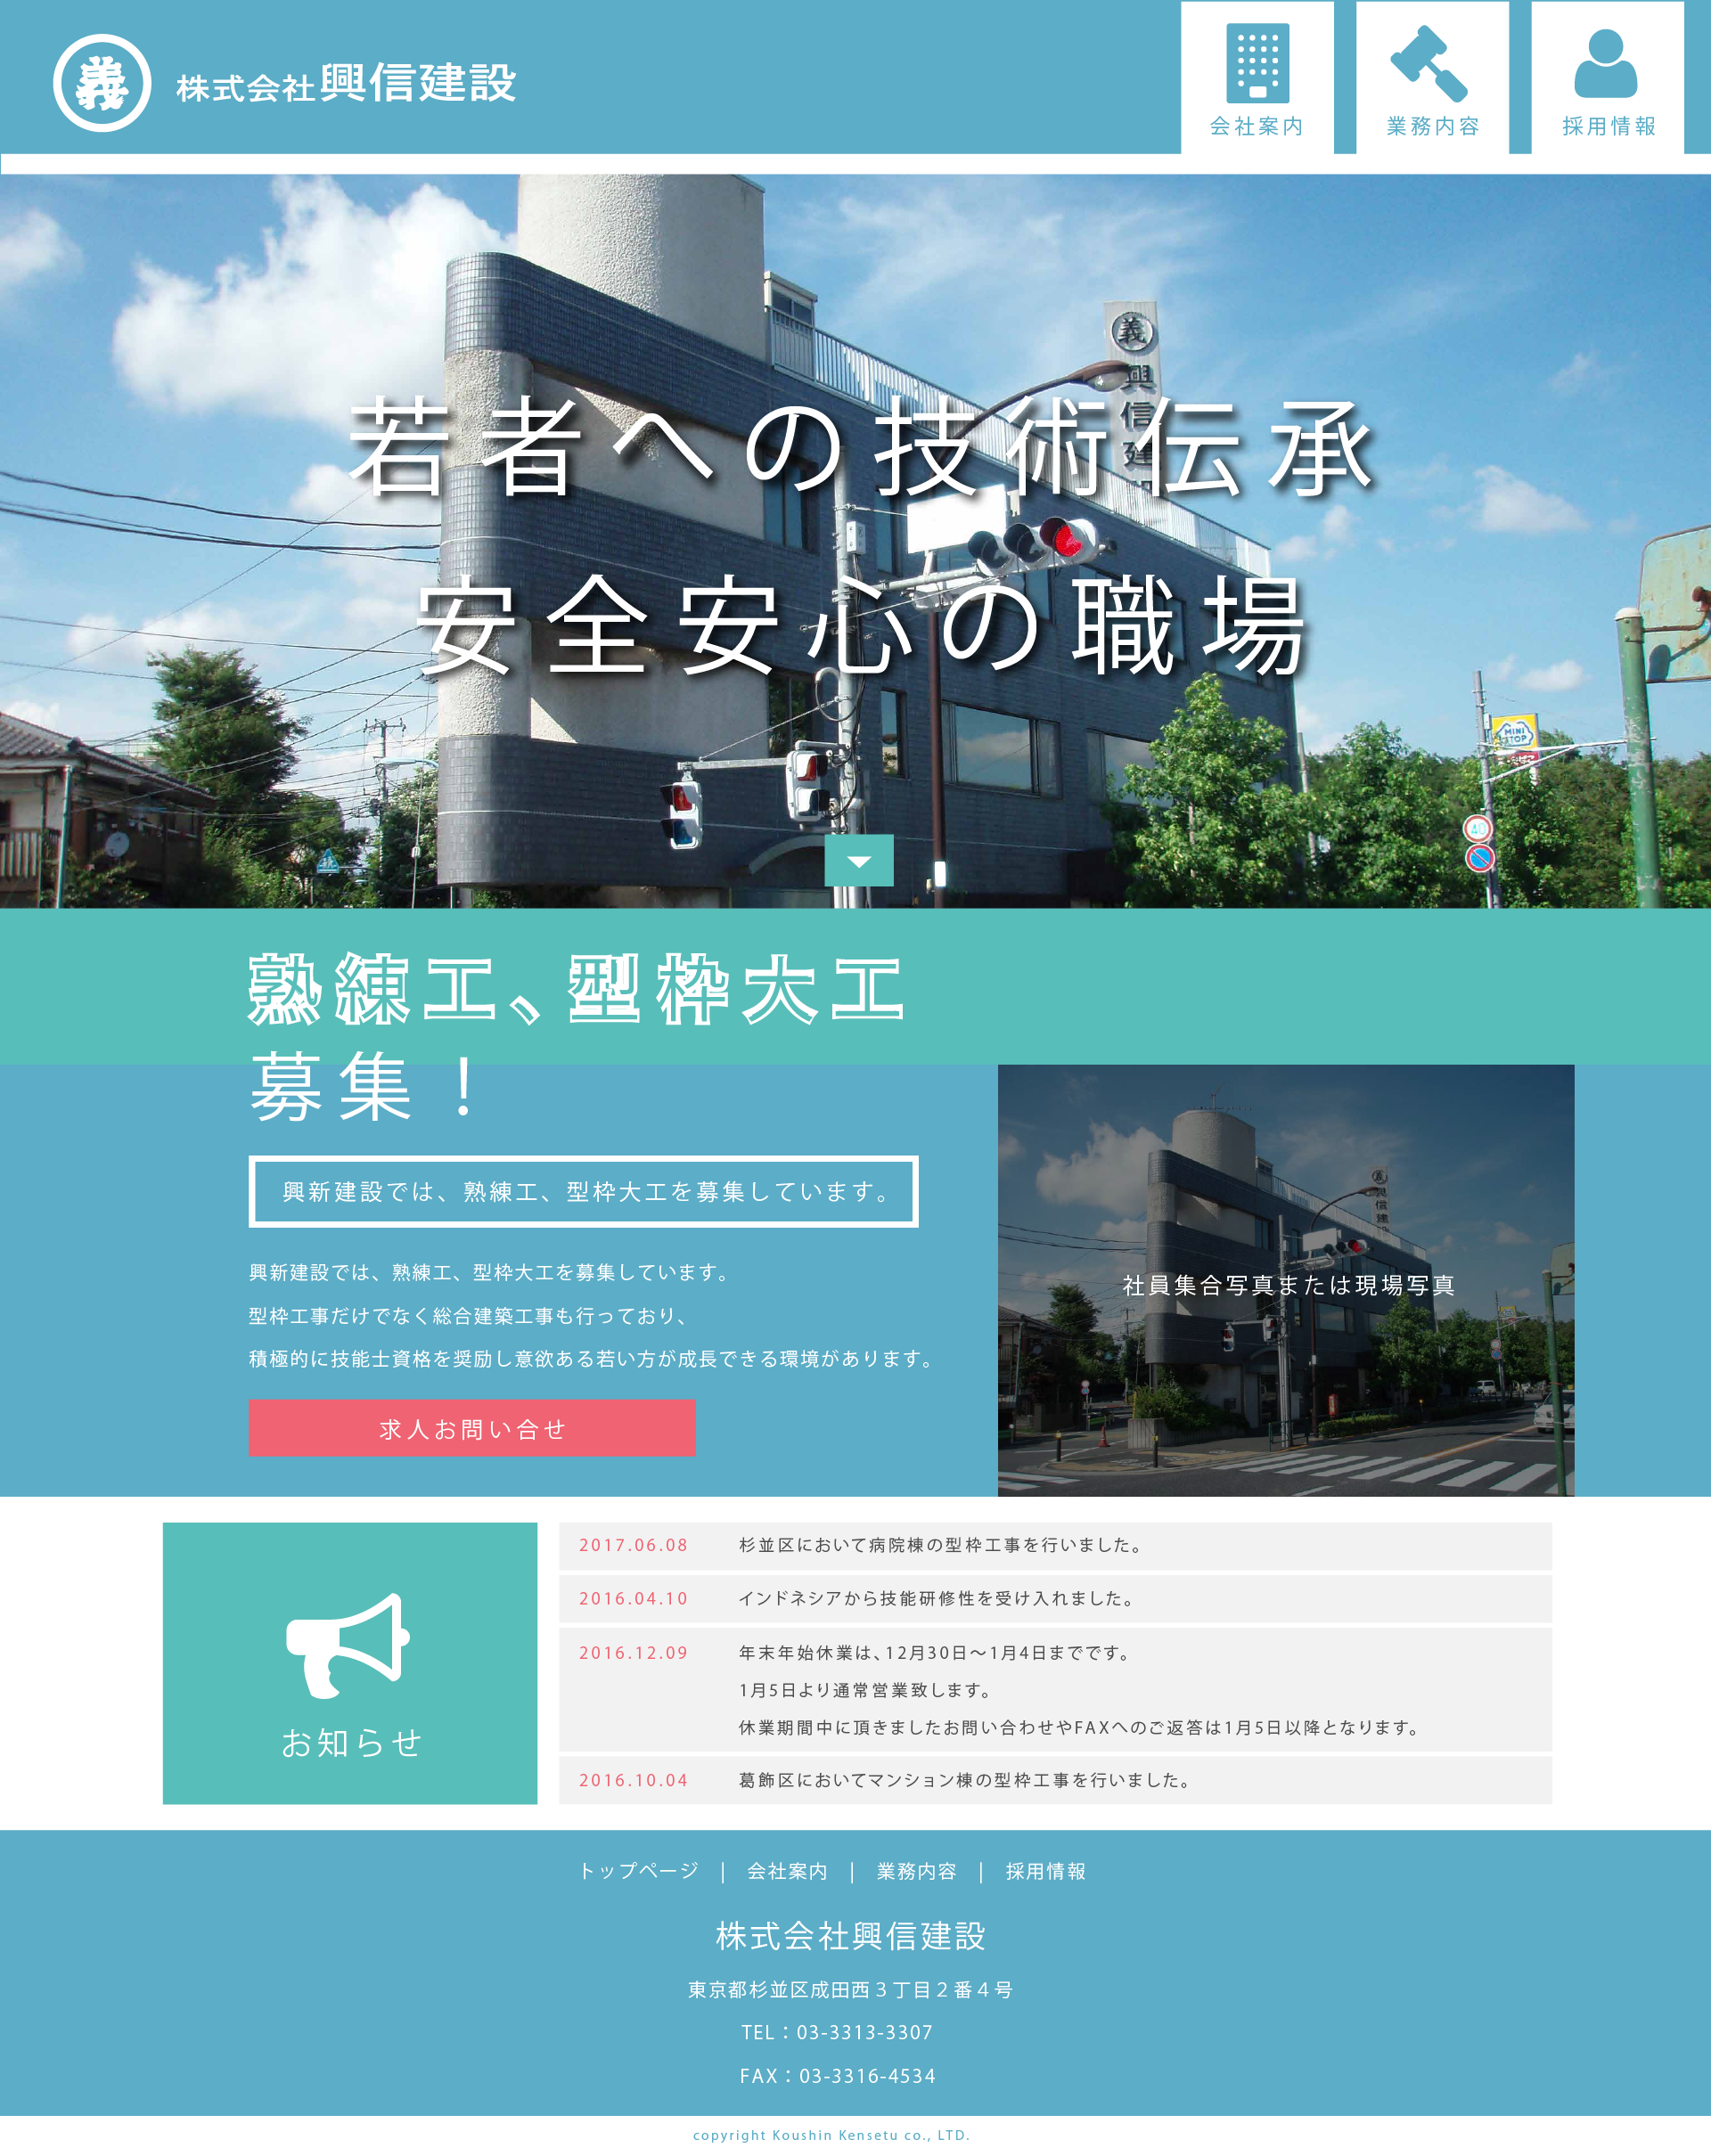 義
株式会社興信建設
会社案内
業務内容
採用情報
義
興信建
若者への技術伝承
安全安心の職場
MINI
STOP
40
熟練工、型枠大工
募集！
興新建設では、熟練工、型枠大工を募集しています。
興新建設では、熟練工、型枠大工を募集しています。
型枠工事だけでなく総合建築工事も行っており、
積極的に技能士資格を奨励し意欲ある若い方が成長できる環境があります。
求人お問い合せ
興信建
社員集合写真または現場写真
お知らせ
2017.06.08 杉並区において病院棟の型枠工事を行いました。
2016.04.10 インドネシアから技能研修性を受け入れました。
2016.12.09 年末年始休業は、12月30日〜1月4日までです。
1月5日より通常営業致します。
休業期間中に頂きましたお問い合わせやFAXへのご返答は1月5日以降となります。
2016.10.04 葛飾区においてマンション棟の型枠工事を行いました。
トップページ | 会社案内 | 業務内容 | 採用情報
株式会社興信建設
東京都杉並区成田西３丁目２番４号
TEL：03-3313-3307
FAX：03-3316-4534
copyright Koushin Kensetu co., LTD.